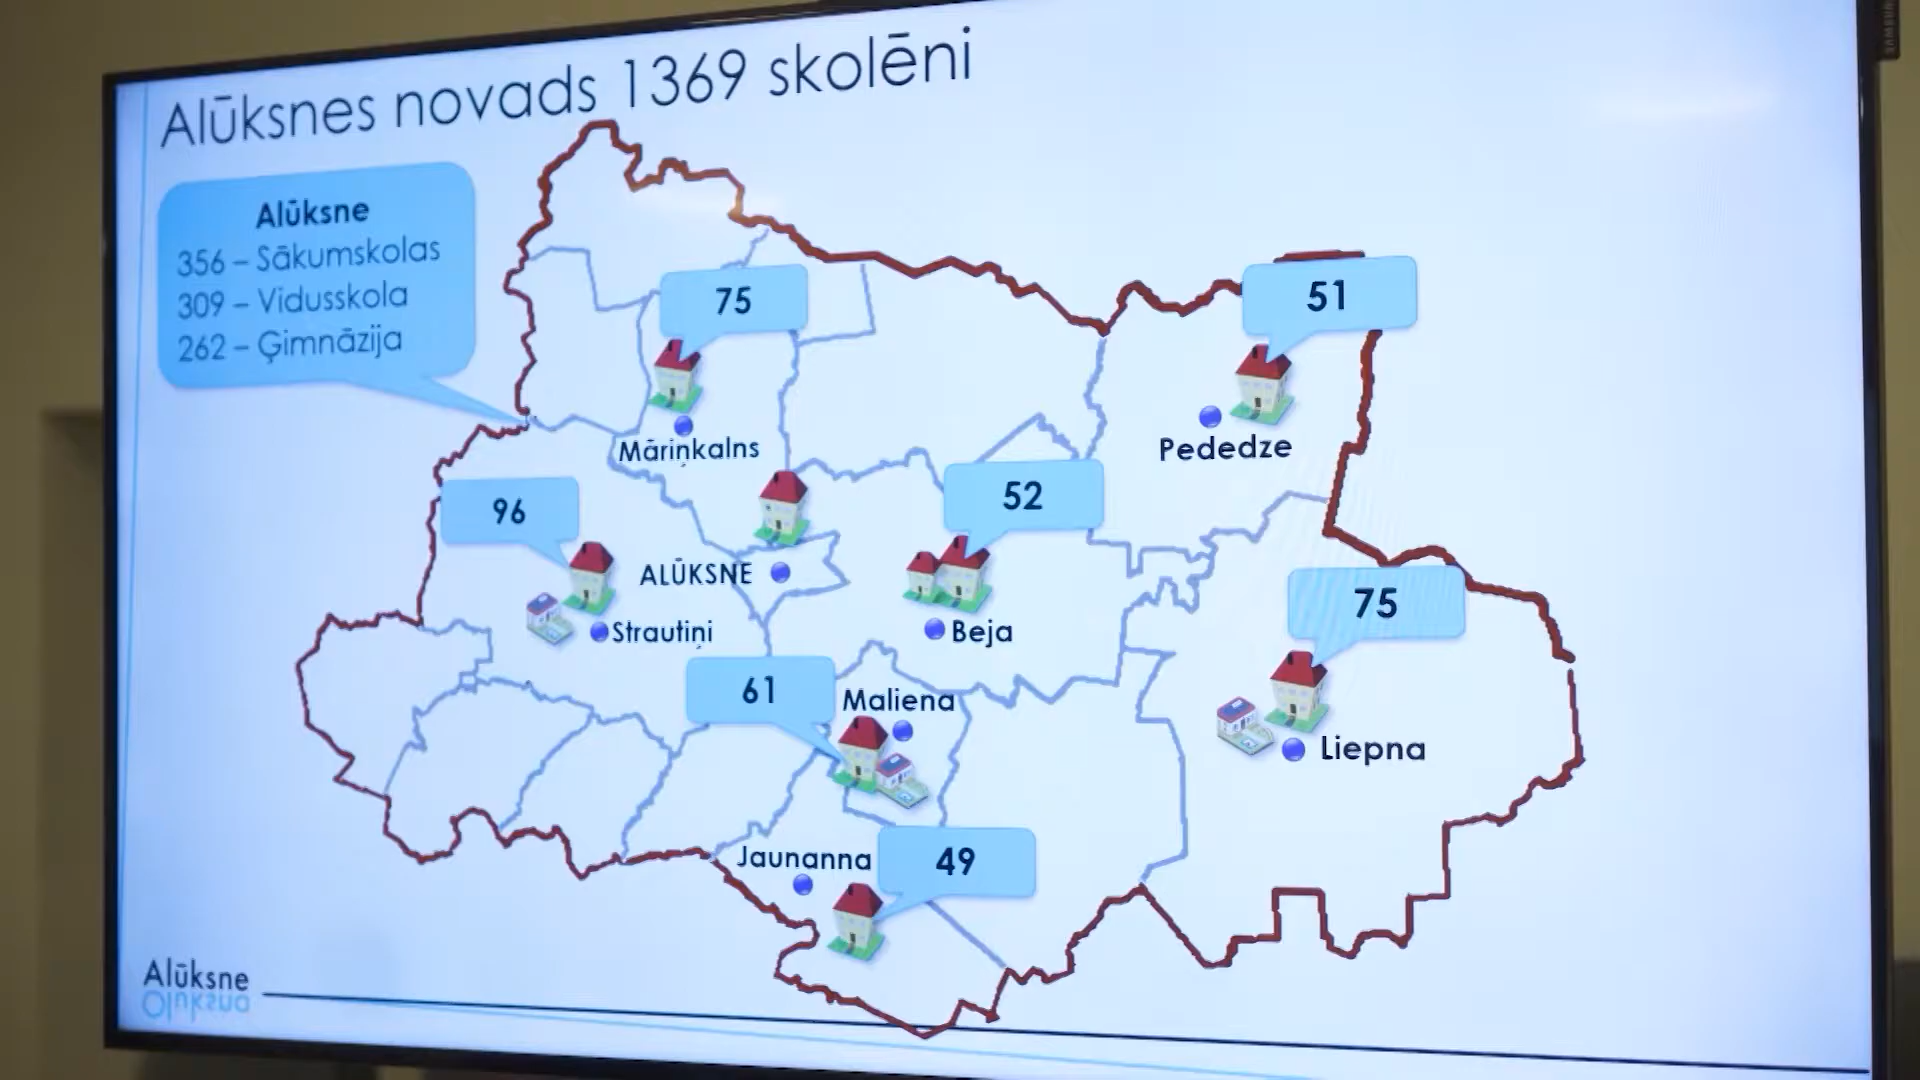 Alūksnes novads 1369 skolēni
Alūksne
356 – Sākumskolas
309 – Vidusskola
262 – Ģimnāzija
75
51
Māriņkalns
Pededze
96
52
ALŪKSNE
Strautiņi
Beja
75
61
Maliena
Liepna
Jaunanna
49
Alūksne